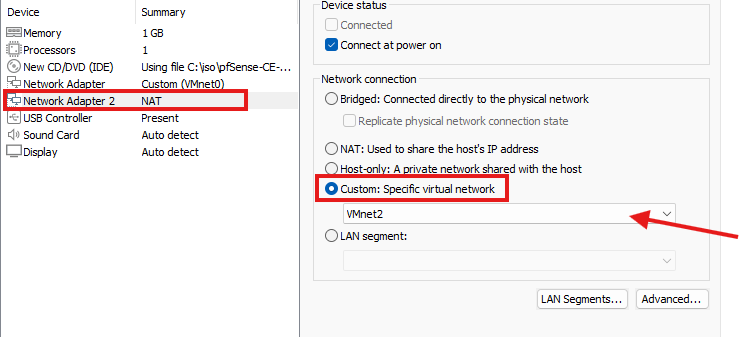 Device Summary
Memory 1 GB
Processors 1
New CD/DVD (IDE) Using file C:\iso\pfSense-CE-...
Network Adapter Custom (VMnet0)
Network Adapter 2 NAT
USB Controller Present
Sound Card Auto detect
Display Auto detect
Device status
Connected
Connect at power on
Network connection
Bridged: Connected directly to the physical network
Replicate physical network connection state
NAT: Used to share the host's IP address
Host-only: A private network shared with the host
Custom: Specific virtual network
VMnet2
LAN segment:
LAN Segments... Advanced...